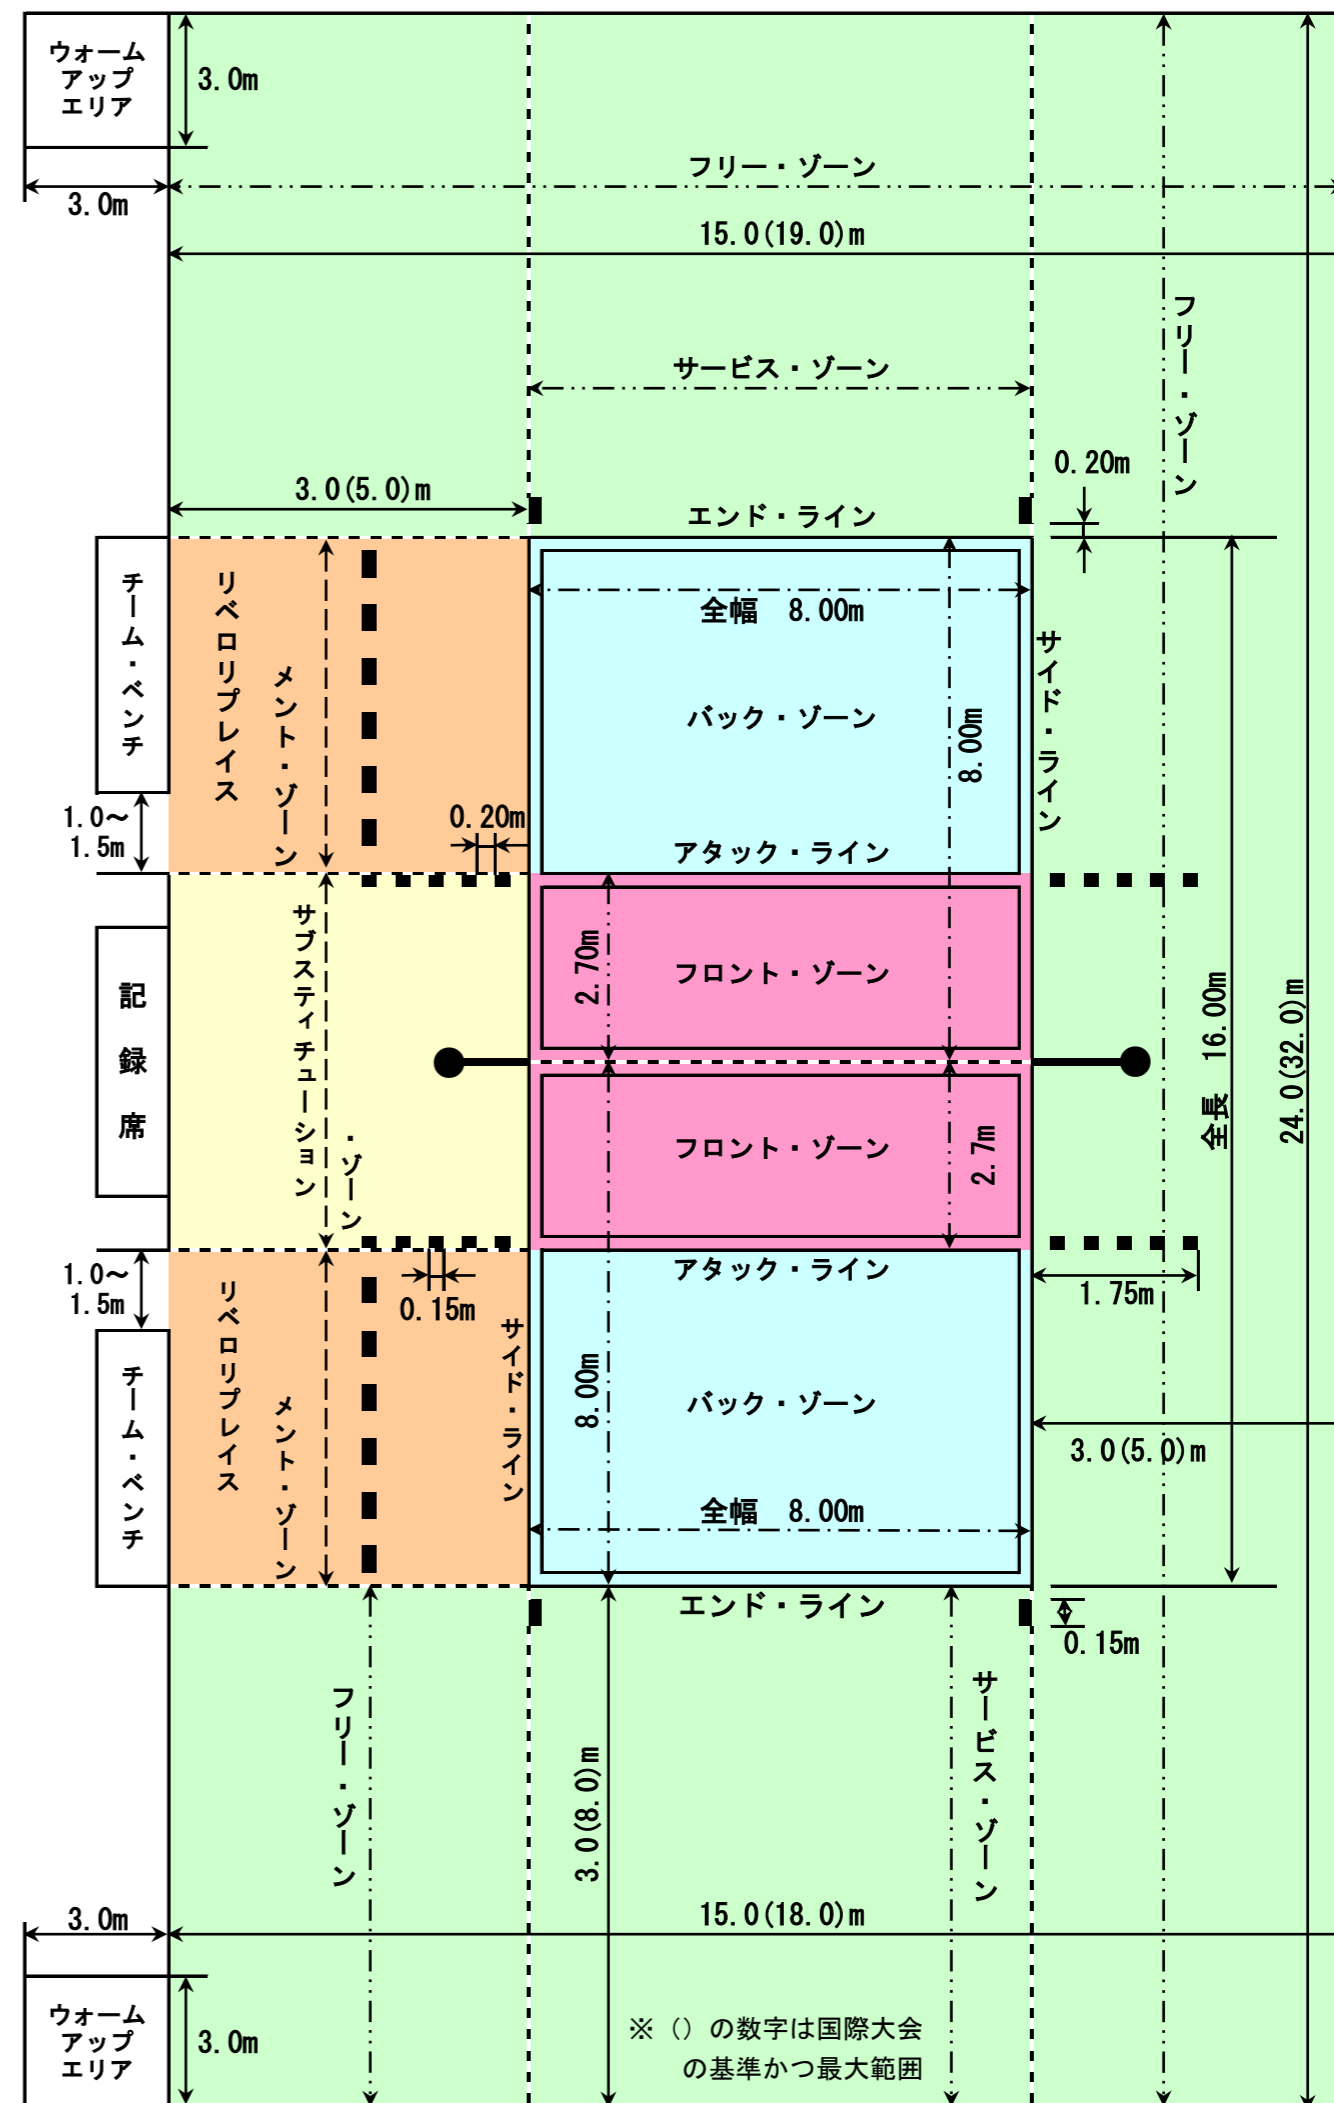 ウォーム
アップ
エリア
3.0m
3.0m
フリー・ゾーン
15.0(19.0)m
フリー・ゾーン
サービス・ゾーン
0.20m
3.0(5.0)m
エンド・ライン
チーム・ベンチ
リベロリプレイス
メント・ゾーン
全幅 8.00m
サイド・ライン
バック・ゾーン
8.00m
1.0～
1.5m
0.20m
アタック・ライン
サブスティチューション
・ゾーン
2.70m
フロント・ゾーン
記録席
全長 16.00m
24.0(32.0)m
フロント・ゾーン
2.7m
1.0～
1.5m
リベロリプレイス
メント・ゾーン
0.15m
アタック・ライン
1.75m
サイド・ライン
チーム・ベンチ
8.00m
バック・ゾーン
3.0(5.0)m
全幅 8.00m
エンド・ライン
0.15m
フリー・ゾーン
3.0(8.0)m
サービス・ゾーン
3.0m
15.0(18.0)m
ウォーム
アップ
エリア
3.0m
※（）の数字は国際大会
の基準かつ最大範囲